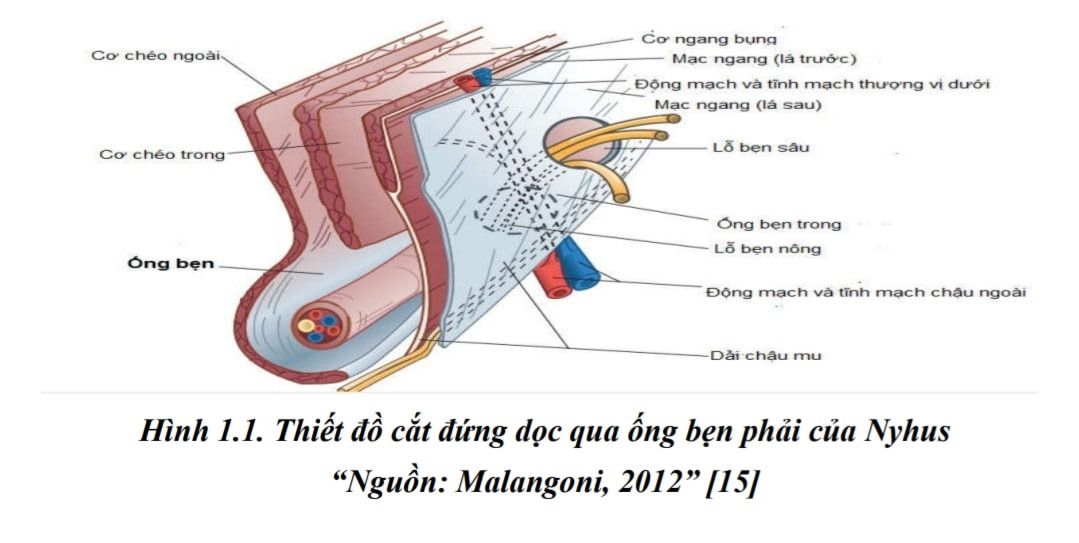 Cơ ngang bụng
Cơ chéo ngoài
Mạc ngang (lá trước)
Động mạch và tĩnh mạch thượng vị dưới
Mạc ngang (lá sau)
Cơ chéo trong
Lỗ bẹn sâu
Ống bẹn trong
Lỗ bẹn nông
Ống bẹn
Động mạch và tĩnh mạch chậu ngoài
Dải chậu mu
Hình 1.1. Thiết đồ cắt đứng dọc qua ống bẹn phải của Nyhus
“Nguồn: Malangoni, 2012” [15]